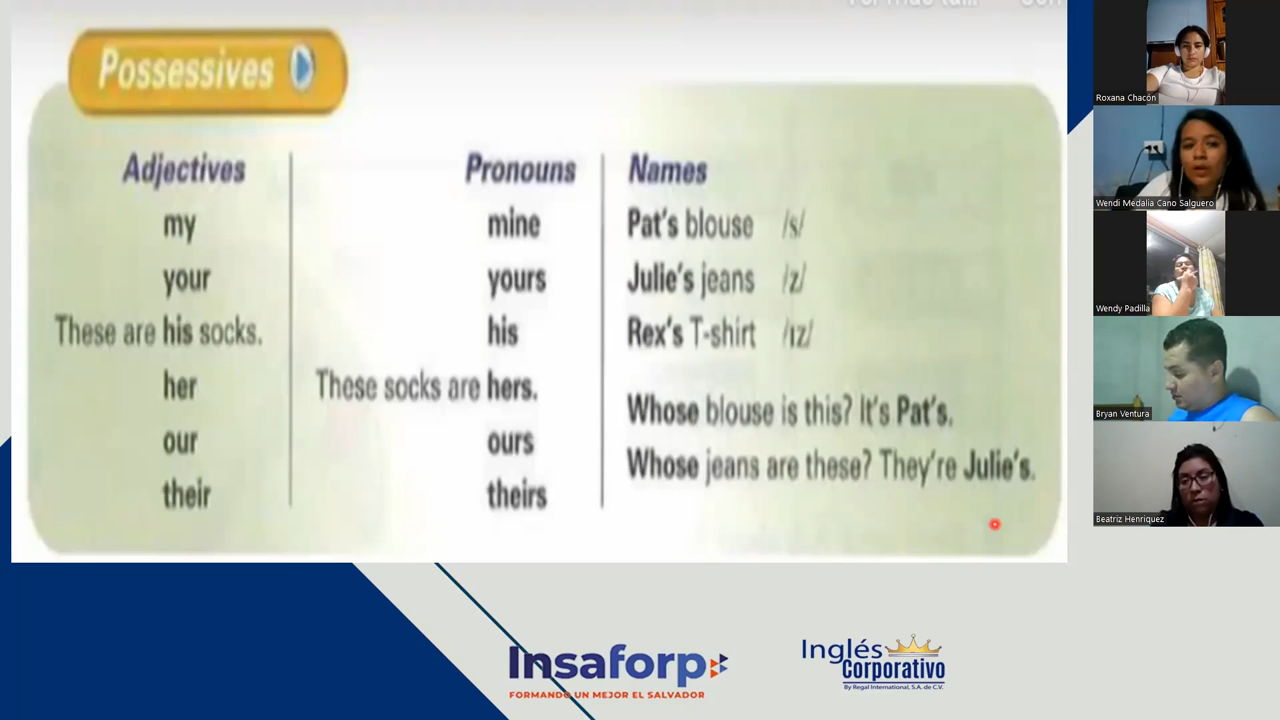 Possessives
Adjectives
my
your
These are his socks.
her
our
their
Pronouns
mine
yours
his
These socks are hers.
ours
theirs
Names
Pat's blouse /s/
Julie's jeans /z/
Rex's T-shirt /ɪz/
Whose blouse is this? It's Pat's.
Whose jeans are these? They're Julie's.
Insaforp
FORMANDO UN MEJOR EL SALVADOR
Inglés
Corporativo
By Regal International, S.A. de C.V.
Roxana Chacón
Wendi Medalia Cano Salguero
Wendy Padilla
Bryan Ventura
Beatriz Henriquez